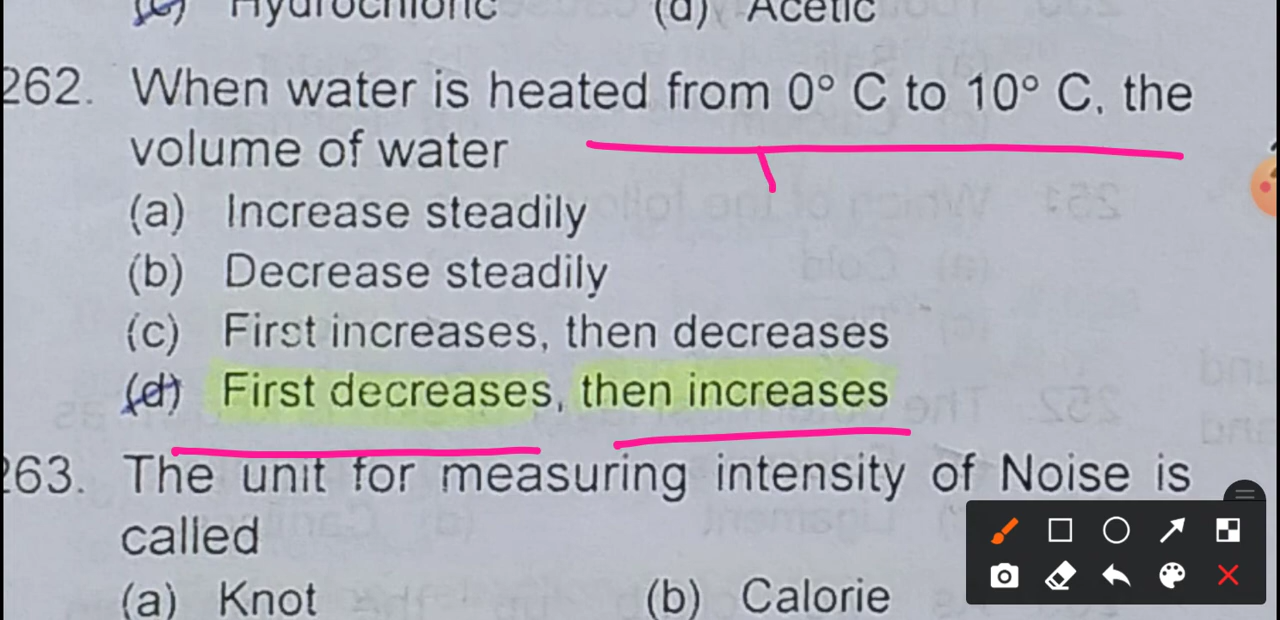 (c) Hydrochloric (d) Acetic
262. When water is heated from 0° C to 10° C, the
volume of water
(a) Increase steadily
(b) Decrease steadily
(c) First increases, then decreases
(d) First decreases, then increases
263. The unit for measuring intensity of Noise is
called
(a) Knot (b) Calorie